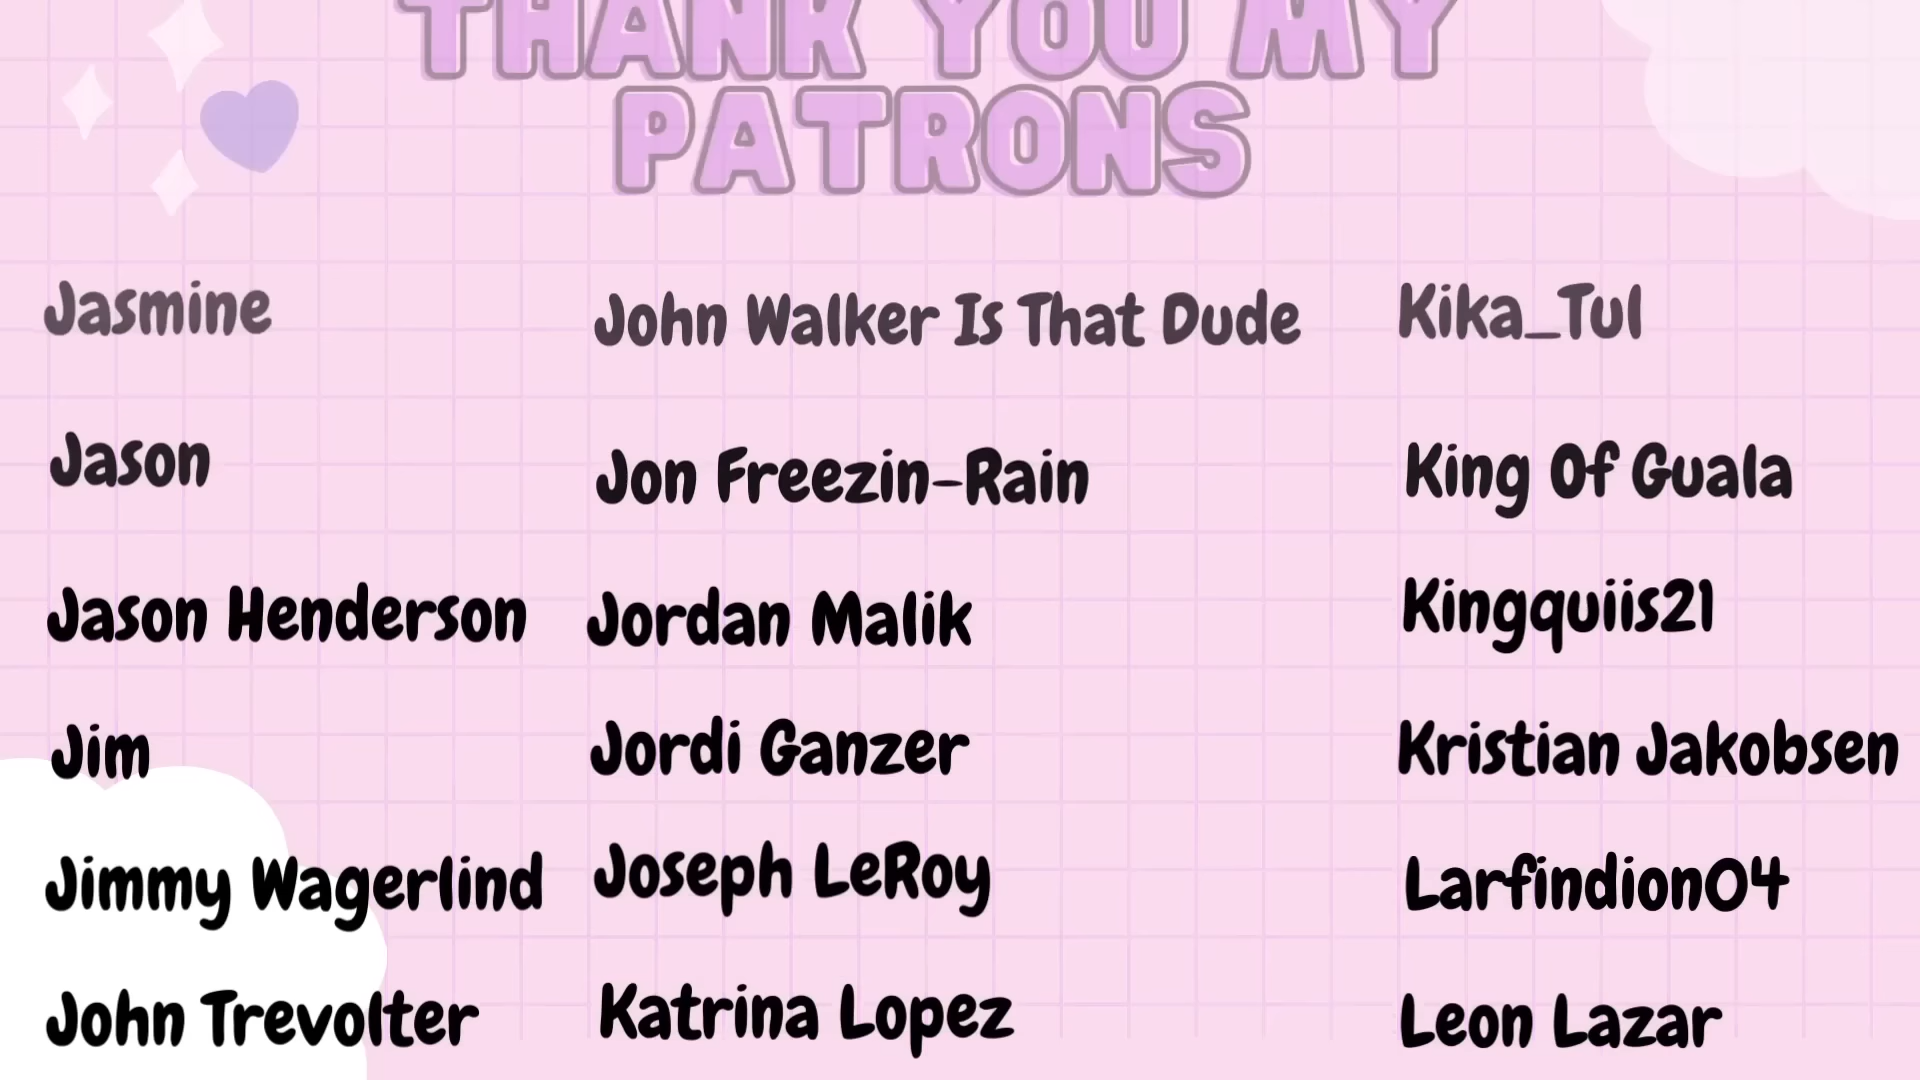 THANK YOU MY
PATRONS
Jasmine
Jason
Jason Henderson
Jim
Jimmy Wagerlind
John Trevolter
John Walker Is That Dude
Jon Freezin-Rain
Jordan Malik
Jordi Ganzer
Joseph LeRoy
Katrina Lopez
Kika_Tul
King Of Guala
Kingquiis21
Kristian Jakobsen
Larfindion04
Leon Lazar